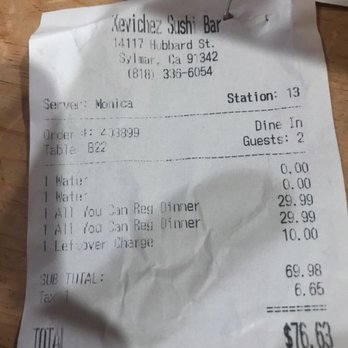 Kevichez Sushi Bar
14117 Hubbard St.
Sylmar, Ca 91342
(818) 336-6054
Server: Monica Station: 13
Order #: 403899 Dine In
Table: B22 Guests: 2
1 Water 0.00
1 Water 0.00
1 All You Can Reg Dinner 29.99
1 All You Can Reg Dinner 29.99
1 Leftover Charge 10.00
SUB TOTAL: 69.98
Tax 1 6.65
TOTAL $76.63